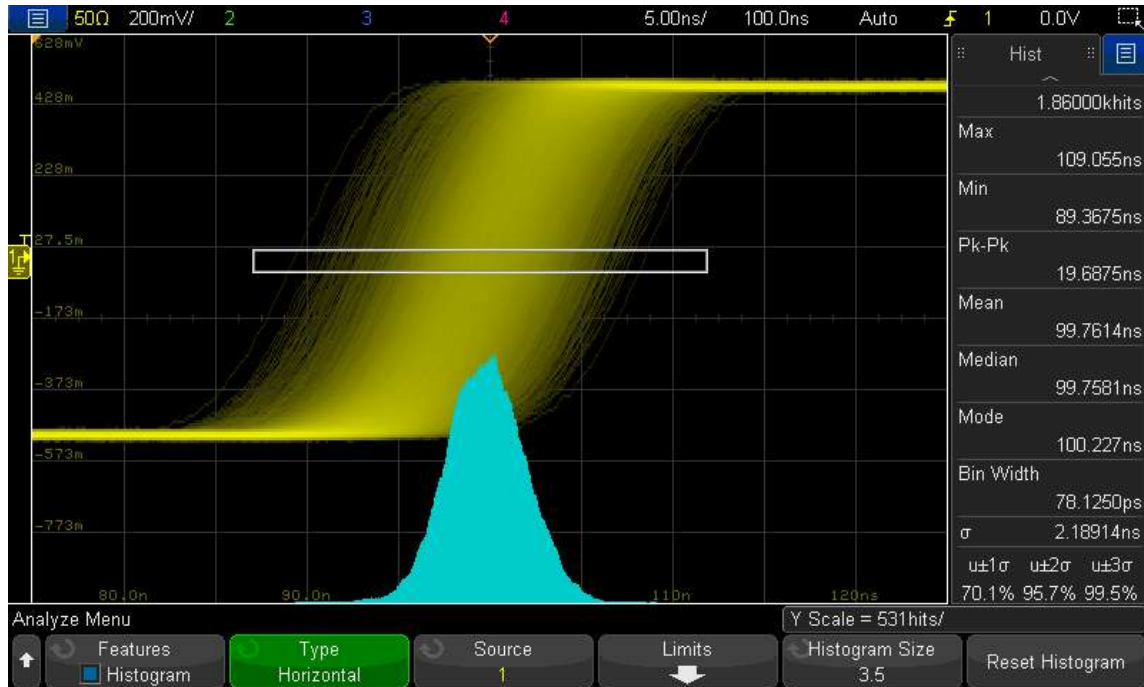 50Ω 200mV/ 2 3 4 5.00ns/ 100.0ns Auto 1 0.0V
628mV
428m
228m
27.5m
-173m
-373m
-573m
-773m
80.0n 90.0n 110n 120ns
T
1
Hist
1.86000khits
Max
109.055ns
Min
89.3675ns
Pk-Pk
19.6875ns
Mean
99.7614ns
Median
99.7581ns
Mode
100.227ns
Bin Width
78.1250ps
σ 2.18914ns
u±1σ u±2σ u±3σ
70.1% 95.7% 99.5%
Analyze Menu
Y Scale = 531hits/
Features
Histogram
Type
Horizontal
Source
1
Limits
Histogram Size
3.5
Reset Histogram